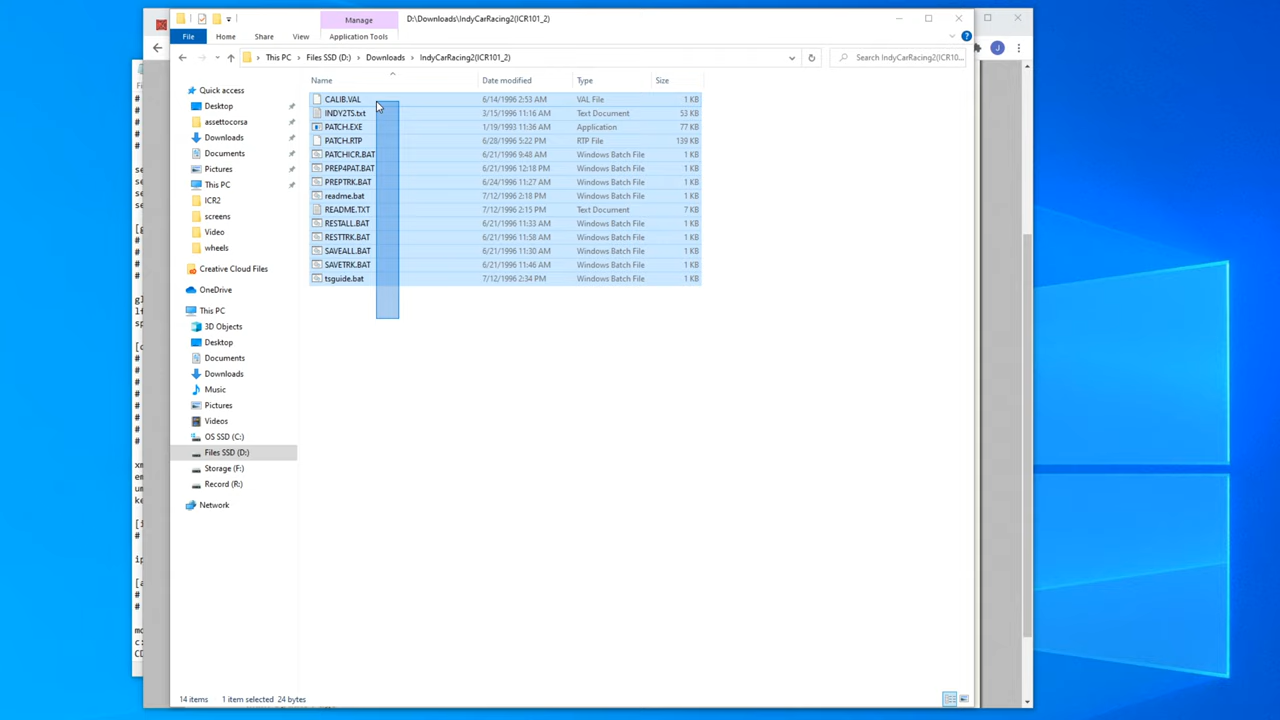 Manage
D:\Downloads\IndyCarRacing2(ICR101_2)
File
Home
Share
View
Application Tools
This PC
Files SSD (D:)
Downloads
IndyCarRacing2(ICR101_2)
Search IndyCarRacing2(ICR10...
J
Name
Date modified
Type
Size
Quick access
Desktop
assettocorsa
Downloads
Documents
Pictures
This PC
ICR2
screens
Video
wheels
Creative Cloud Files
OneDrive
This PC
3D Objects
Desktop
Documents
Downloads
Music
Pictures
Videos
OS SSD (C:)
Files SSD (D:)
Storage (F:)
Record (R:)
Network
CALIB.VAL 6/14/1996 2:53 AM VAL File 1 KB
INDY2TS.txt 3/15/1996 11:16 AM Text Document 53 KB
PATCH.EXE 1/19/1993 11:36 AM Application 77 KB
PATCH.RTP 6/28/1996 5:22 PM RTP File 139 KB
PATCHICR.BAT 6/21/1996 9:48 AM Windows Batch File 1 KB
PREP4PAT.BAT 6/21/1996 12:18 PM Windows Batch File 1 KB
PREPTRK.BAT 6/24/1996 11:27 AM Windows Batch File 1 KB
readme.bat 7/12/1996 2:18 PM Windows Batch File 1 KB
README.TXT 7/12/1996 2:15 PM Text Document 7 KB
RESTALL.BAT 6/21/1996 11:33 AM Windows Batch File 1 KB
RESTTRK.BAT 6/21/1996 11:58 AM Windows Batch File 1 KB
SAVEALL.BAT 6/21/1996 11:30 AM Windows Batch File 1 KB
SAVETRK.BAT 6/21/1996 11:46 AM Windows Batch File 1 KB
tsguide.bat 7/12/1996 2:34 PM Windows Batch File 1 KB
14 items
1 item selected 24 bytes